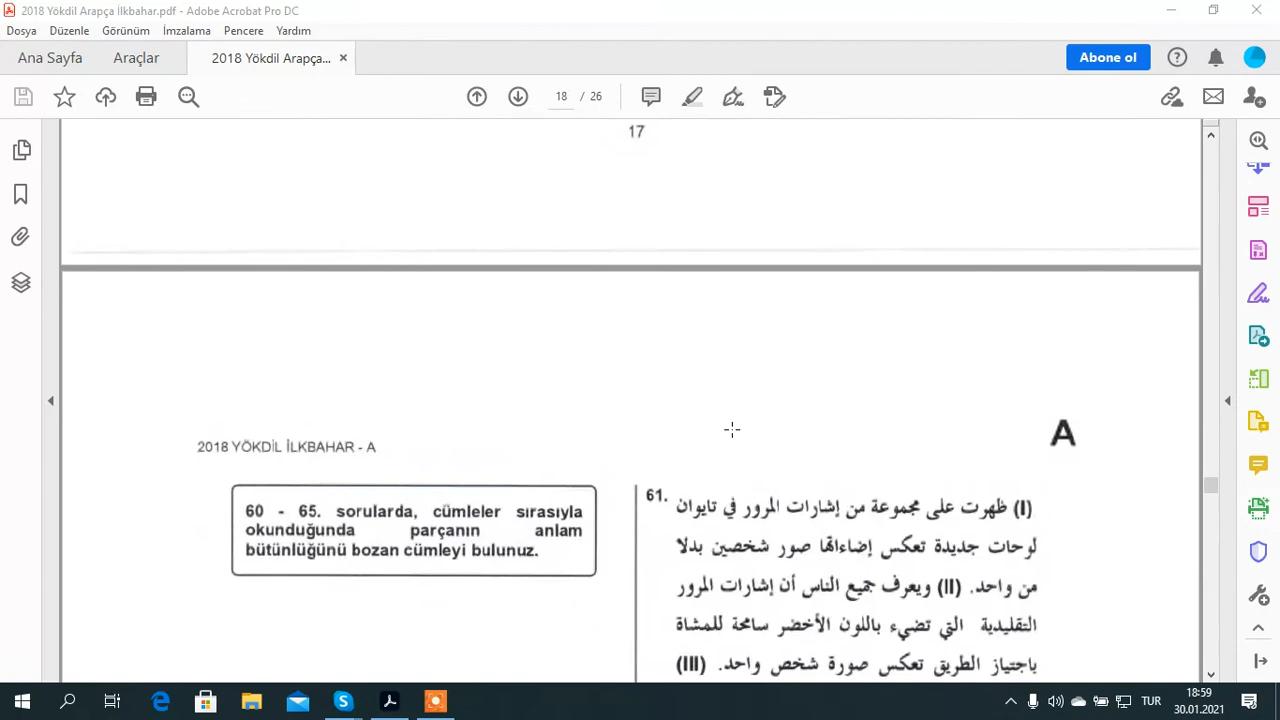 2018 Yökdil Arapça İlkbahar.pdf - Adobe Acrobat Pro DC
Dosya Düzenle Görünüm İmzalama Pencere Yardım
Ana Sayfa Araçlar 2018 Yökdil Arapça... Abone ol
18 / 26
17
2018 YÖKDİL İLKBAHAR - A
A
60 - 65. sorularda, cümleler sırasıyla
okunduğunda parçanın anlam
bütünlüğünü bozan cümleyi bulunuz.
61.
(I) ظهرت على مجموعة من إشارات المرور في تايوان
لوحات جديدة تعكس إضاءاتها صور شخصين بدلا
من واحد. (II) ويعرف جميع الناس أن إشارات المرور
التقليدية التي تضيء باللون الأخضر سامحة للمشاة
باجتياز الطريق تعكس صورة شخص واحد. (III)
TUR
18:59
30.01.2021